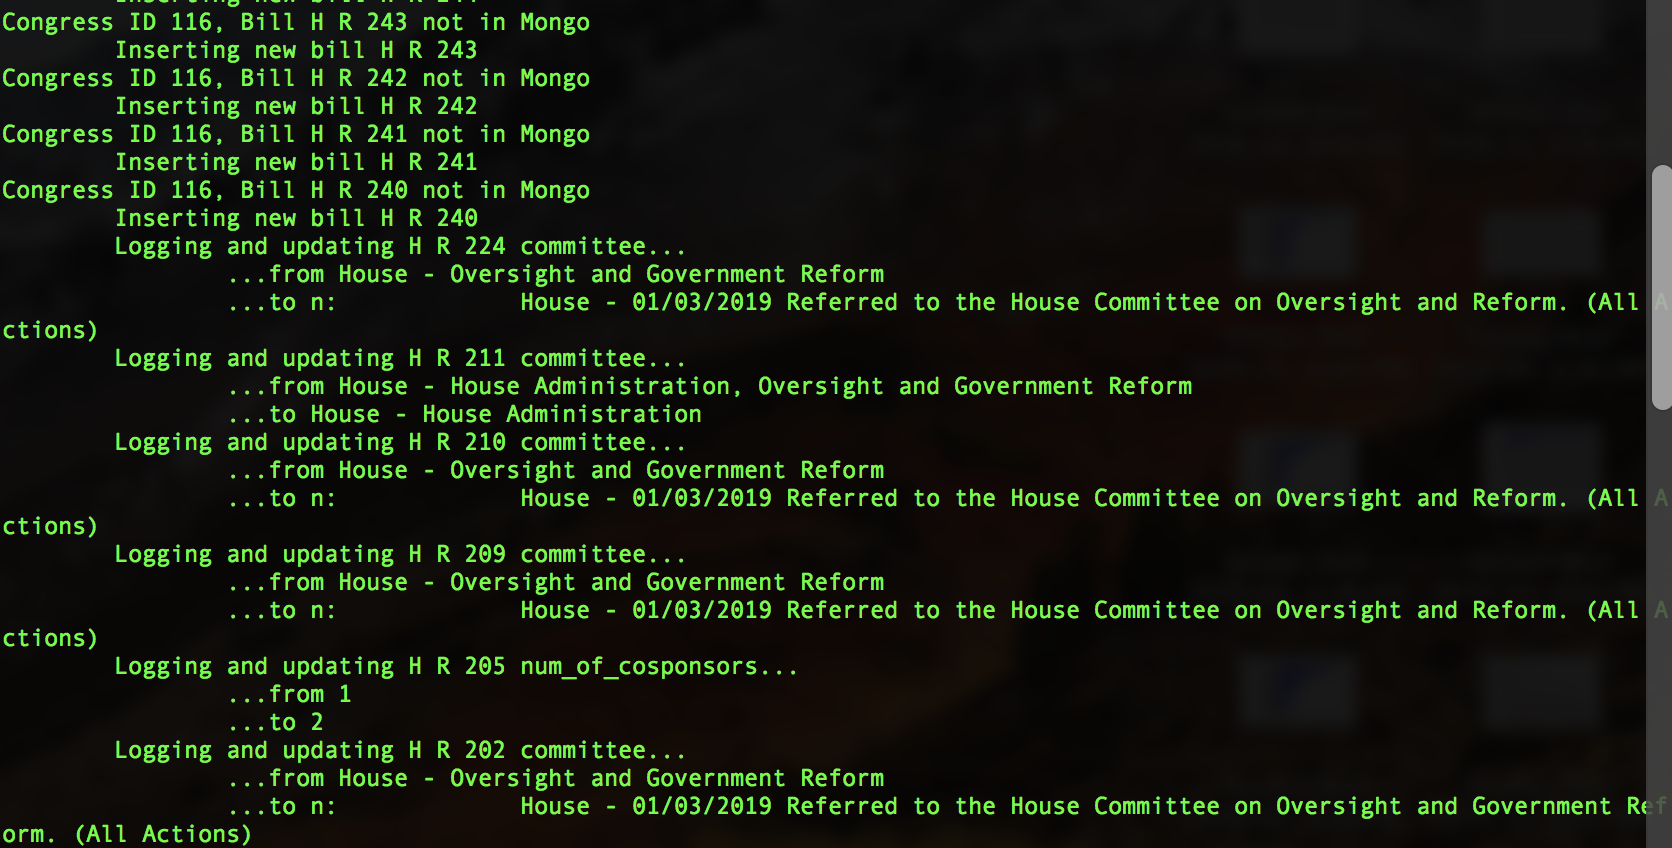 Inserting new bill H R 244
Congress ID 116, Bill H R 243 not in Mongo
Inserting new bill H R 243
Congress ID 116, Bill H R 242 not in Mongo
Inserting new bill H R 242
Congress ID 116, Bill H R 241 not in Mongo
Inserting new bill H R 241
Congress ID 116, Bill H R 240 not in Mongo
Inserting new bill H R 240
Logging and updating H R 224 committee...
...from House - Oversight and Government Reform
...to n: House - 01/03/2019 Referred to the House Committee on Oversight and Reform. (All A
ctions)
Logging and updating H R 211 committee...
...from House - House Administration, Oversight and Government Reform
...to House - House Administration
Logging and updating H R 210 committee...
...from House - Oversight and Government Reform
...to n: House - 01/03/2019 Referred to the House Committee on Oversight and Reform. (All A
ctions)
Logging and updating H R 209 committee...
...from House - Oversight and Government Reform
...to n: House - 01/03/2019 Referred to the House Committee on Oversight and Reform. (All A
ctions)
Logging and updating H R 205 num_of_cosponsors...
...from 1
...to 2
Logging and updating H R 202 committee...
...from House - Oversight and Government Reform
...to n: House - 01/03/2019 Referred to the House Committee on Oversight and Government Ref
orm. (All Actions)